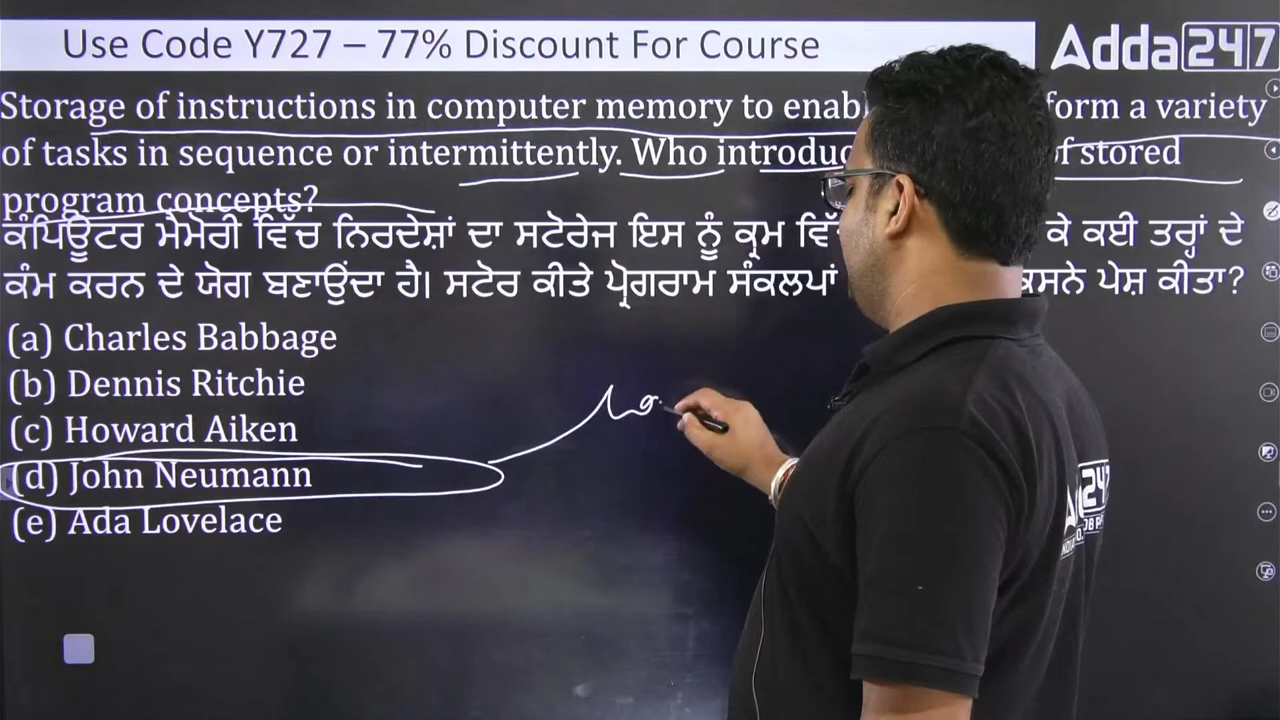 Use Code Y727 – 77% Discount For Course
Adda247
Storage of instructions in computer memory to enabl form a variety
of tasks in sequence or intermittently. Who introduc f stored
program concepts?
ਕੰਪਿਊਟਰ ਮੈਮੋਰੀ ਵਿੱਚ ਨਿਰਦੇਸ਼ਾਂ ਦਾ ਸਟੋਰੇਜ ਇਸ ਨੂੰ ਕ੍ਰਮ ਕੇ ਕਈ ਤਰ੍ਹਾਂ ਦੇ
ਕੰਮ ਕਰਨ ਦੇ ਯੋਗ ਬਣਾਉਂਦਾ ਹੈ। ਸਟੋਰ ਕੀਤੇ ਪ੍ਰੋਗਰਾਮ ਸੰਕਲਪਾਂ ਕਸਨੇ ਪੇਸ਼ ਕੀਤਾ?
(a) Charles Babbage
(b) Dennis Ritchie
(c) Howard Aiken
(d) John Neumann
(e) Ada Lovelace